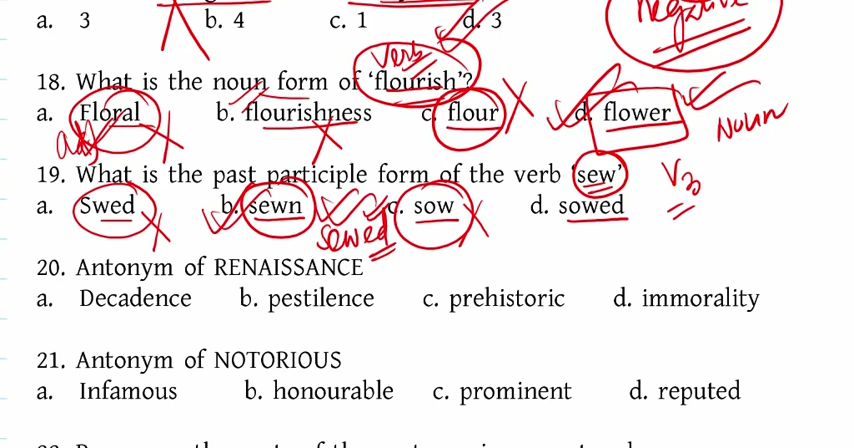 negative
a. 3 b. 4 c. 1 d. 3
verb
18. What is the noun form of 'flourish'?
a. Floral b. flourishness c. flour d. flower
adj
Noun
19. What is the past participle form of the verb 'sew'
V3
a. Swed b. sewn c. sow d. sowed
sewed
20. Antonym of RENAISSANCE
a. Decadence b. pestilence c. prehistoric d. immorality
21. Antonym of NOTORIOUS
a. Infamous b. honourable c. prominent d. reputed